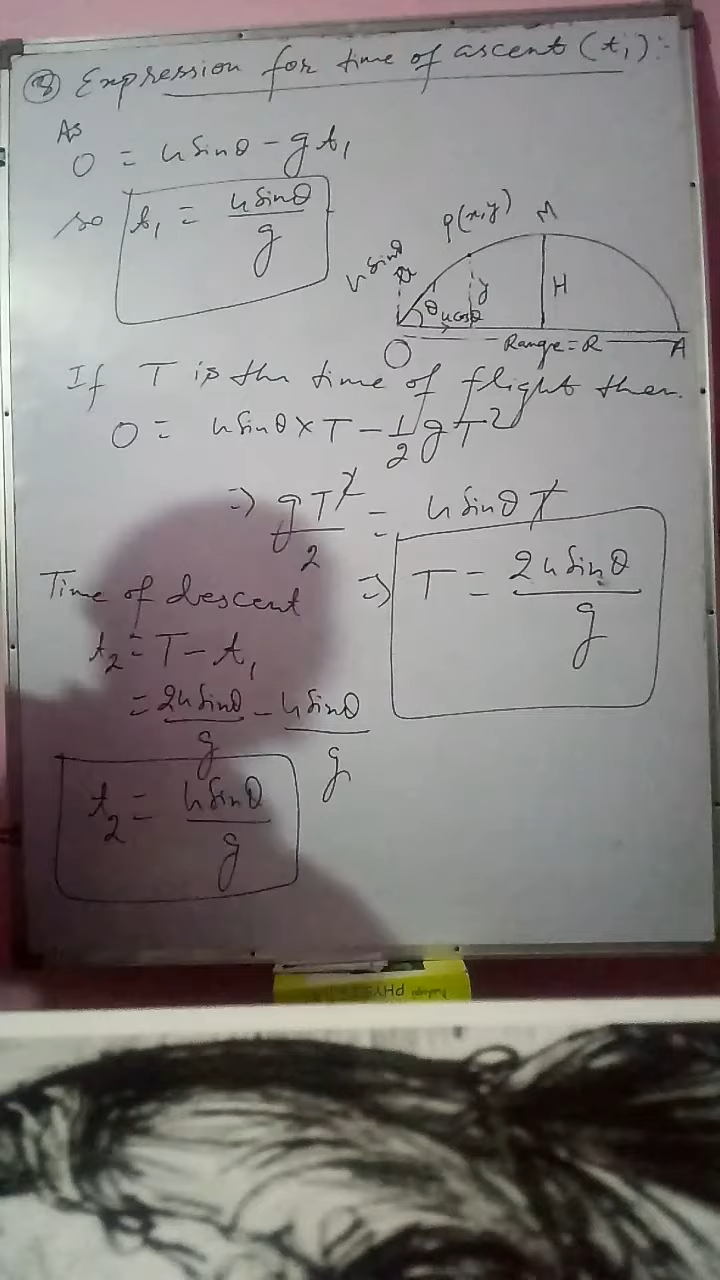 ③ Expression for time of ascent (t₁):-
As
0 = u sinθ - g t₁
so t₁ = u sinθ / g
P(x,y) M
u sinθ
y H
θ u cosθ
O Range = R A
If T is the time of flight then.
0 = u sinθ × T - 1/2 g T²
⇒ gT²/2 = u sinθ T
Time of descent ⇒ T = 2u sinθ / g
t₂ = T - t₁
= 2u sinθ / g - u sinθ / g
t₂ = u sinθ / g